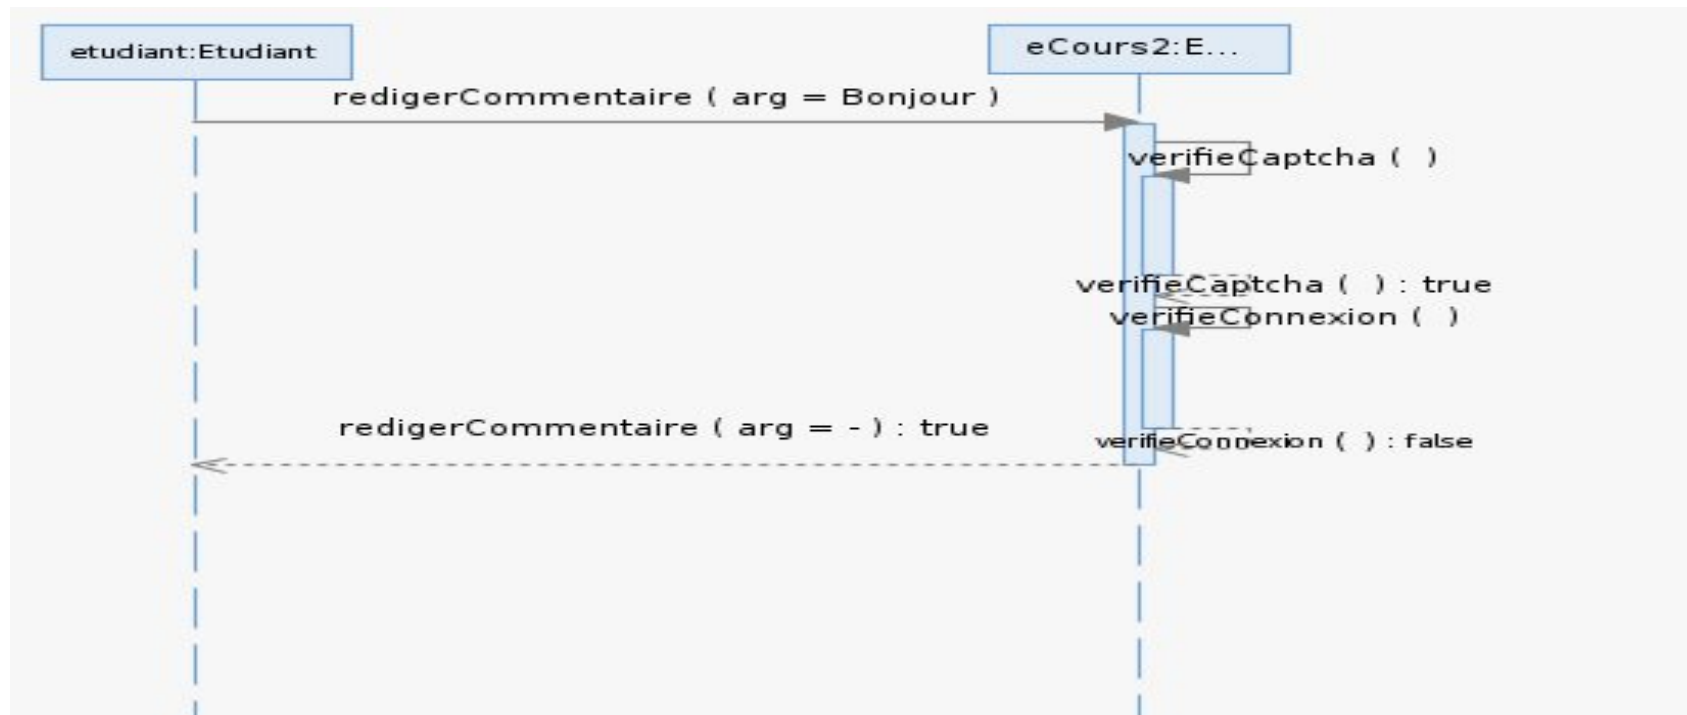 etudiant:Etudiant
eCours2:E...
redigerCommentaire ( arg = Bonjour )
verifieCaptcha (  )
verifieCaptcha (  ) : true
verifieConnexion (  )
redigerCommentaire ( arg = - ) : true
verifieConnexion (  ) : false